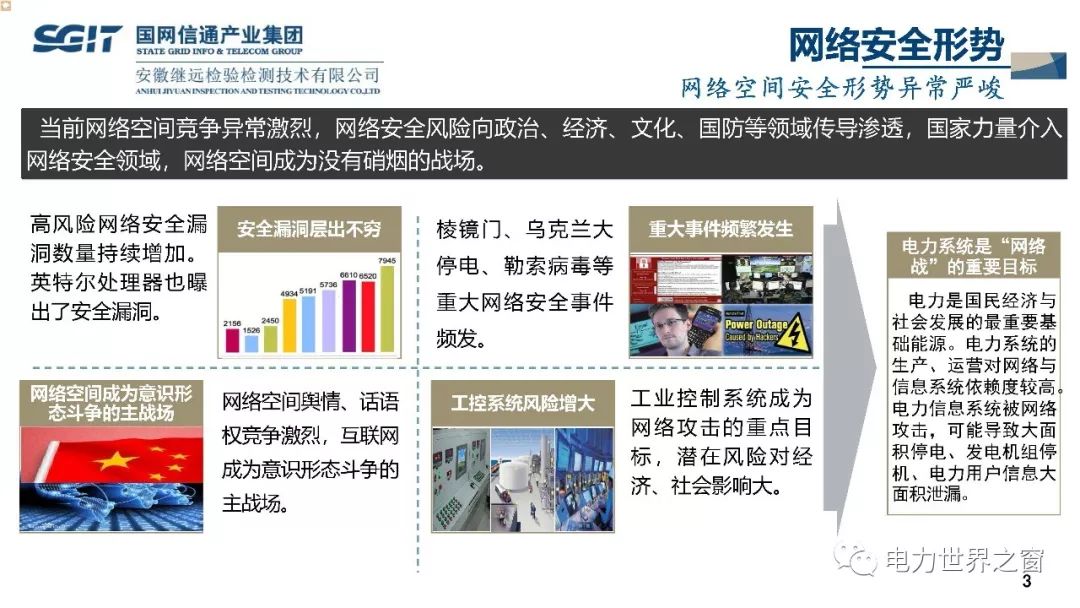 SGIT 国网信通产业集团
STATE GRID INFO & TELECOM GROUP
安徽继远检验检测技术有限公司
ANHUI JIYUAN INSPECTION AND TESTING TECHNOLOGY CO.,LTD
网络安全形势
网络空间安全形势异常严峻
当前网络空间竞争异常激烈，网络安全风险向政治、经济、文化、国防等领域传导渗透，国家力量介入
网络安全领域，网络空间成为没有硝烟的战场。
高风险网络安全漏
洞数量持续增加。
英特尔处理器也曝
出了安全漏洞。
安全漏洞层出不穷
2156
1526
2450
4934
5191
5736
6610
6520
7945
棱镜门、乌克兰大
停电、勒索病毒等
重大网络安全事件
频发。
重大事件频繁发生
Power Outage
Caused by Hackers
网络空间成为意识形
态斗争的主战场
网络空间舆情、话语
权竞争激烈，互联网
成为意识形态斗争的
主战场。
工控系统风险增大
工业控制系统成为
网络攻击的重点目
标，潜在风险对经
济、社会影响大。
电力系统是“网络
战”的重要目标
电力是国民经济与
社会发展的最重要基
础能源。电力系统的
生产、运营对网络与
信息系统依赖度较高。
电力信息系统被网络
攻击，可能导致大面
积停电、发电机组停
机、电力用户信息大
面积泄漏。
电力世界之窗
3